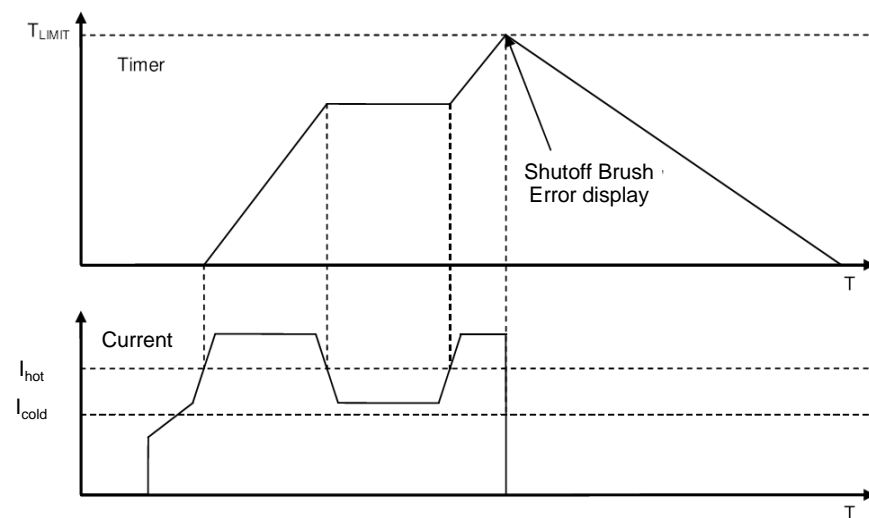 TLIMIT
Timer
Shutoff Brush
Error display
T
Current
Ihot
Icold
T